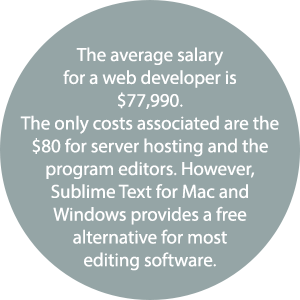 The average salary
for a web developer is
$77,990.
The only costs associated are the
$80 for server hosting and the
program editors. However,
Sublime Text for Mac and
Windows provides a free
alternative for most
editing software.